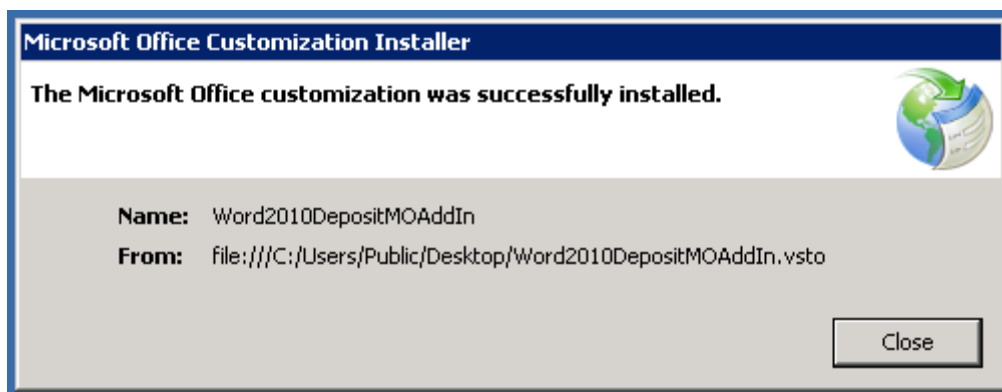 Microsoft Office Customization Installer
The Microsoft Office customization was successfully installed.
Name: Word2010DepositMOAddIn
From: file:///C:/Users/Public/Desktop/Word2010DepositMOAddIn.vsto
Close